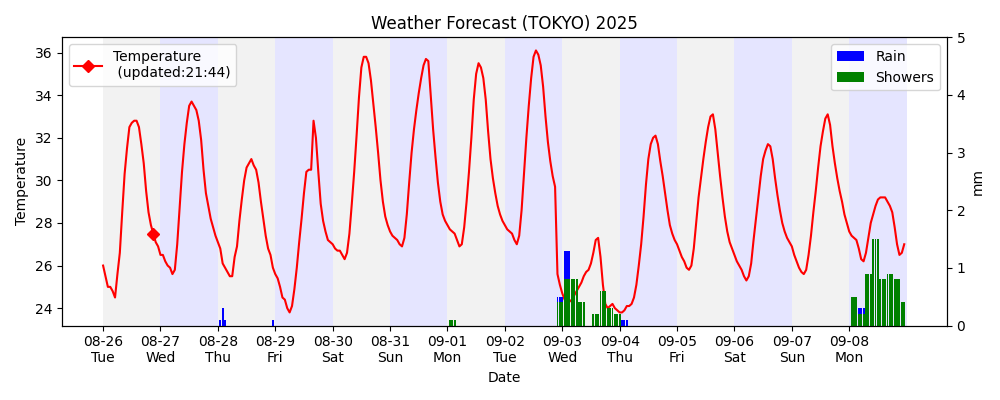 Weather Forecast (TOKYO) 2025
Temperature
(updated:21:44)
Rain
Showers
Temperature
36
34
32
30
28
26
24
5
4
3
2
1
0
mm
08-26 08-27 08-28 08-29 08-30 08-31 09-01 09-02 09-03 09-04 09-05 09-06 09-07 09-08
Tue Wed Thu Fri Sat Sun Mon Tue Wed Thu Fri Sat Sun Mon
Date